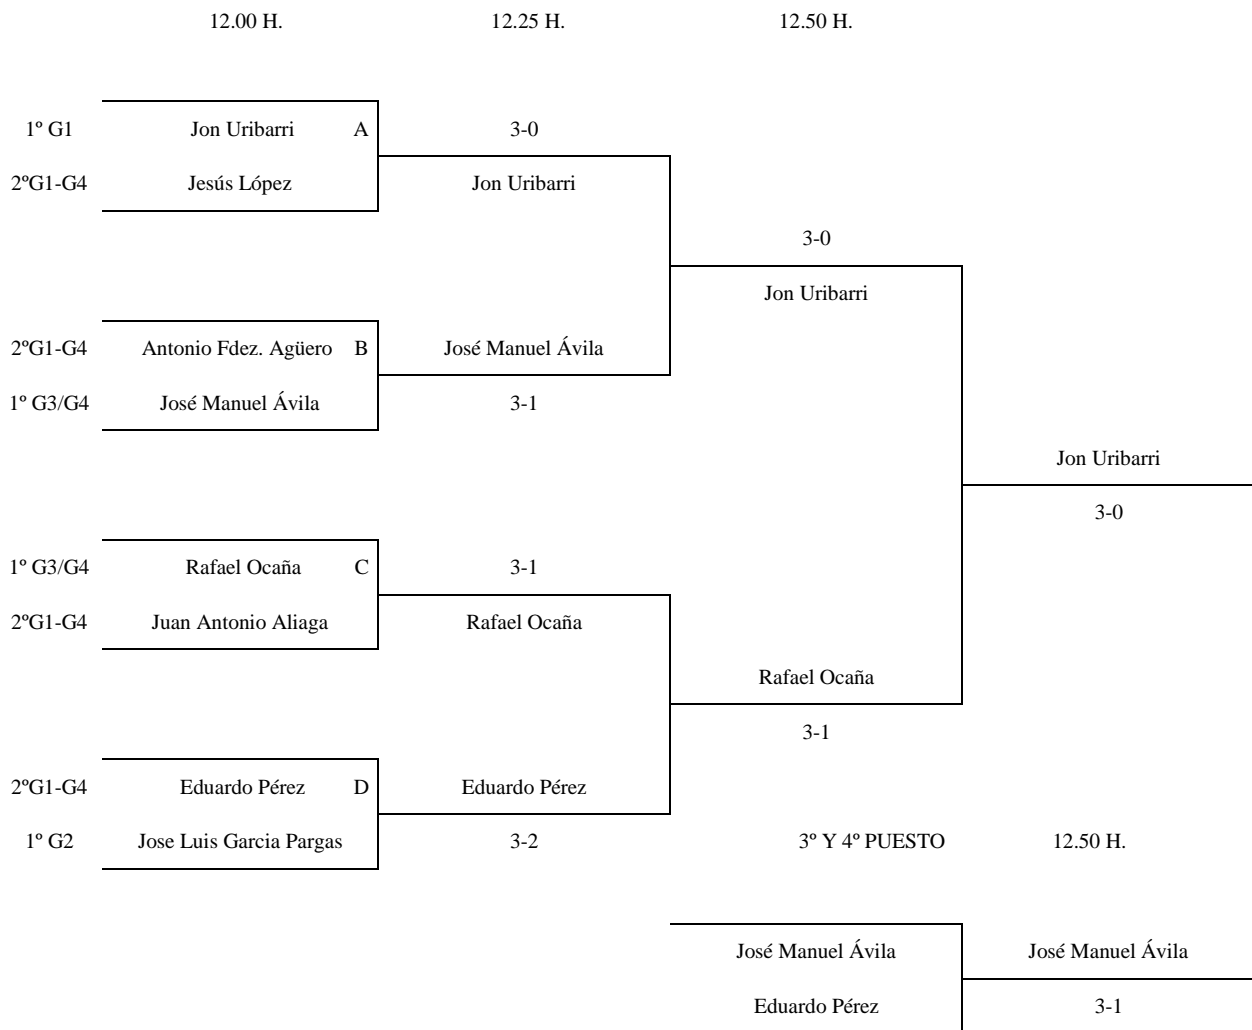 12.00 H. 12.25 H. 12.50 H.
1º G1 Jon Uribarri A 3-0
2ºG1-G4 Jesús López Jon Uribarri
3-0
Jon Uribarri
2ºG1-G4 Antonio Fdez. Agüero B José Manuel Ávila
1º G3/G4 José Manuel Ávila 3-1
Jon Uribarri
3-0
1º G3/G4 Rafael Ocaña C 3-1
2ºG1-G4 Juan Antonio Aliaga Rafael Ocaña
Rafael Ocaña
3-1
2ºG1-G4 Eduardo Pérez D Eduardo Pérez
1º G2 Jose Luis Garcia Pargas 3-2 3º Y 4º PUESTO 12.50 H.
José Manuel Ávila José Manuel Ávila
Eduardo Pérez 3-1